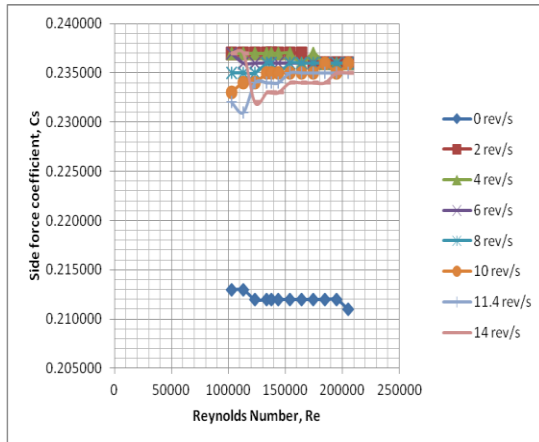 0.240000
0.235000
0.230000
0.225000
0.220000
0.215000
0.210000
0.205000
Side force coefficient, Cs
0 50000 100000 150000 200000 250000
Reynolds Number, Re
0 rev/s
2 rev/s
4 rev/s
6 rev/s
8 rev/s
10 rev/s
11.4 rev/s
14 rev/s